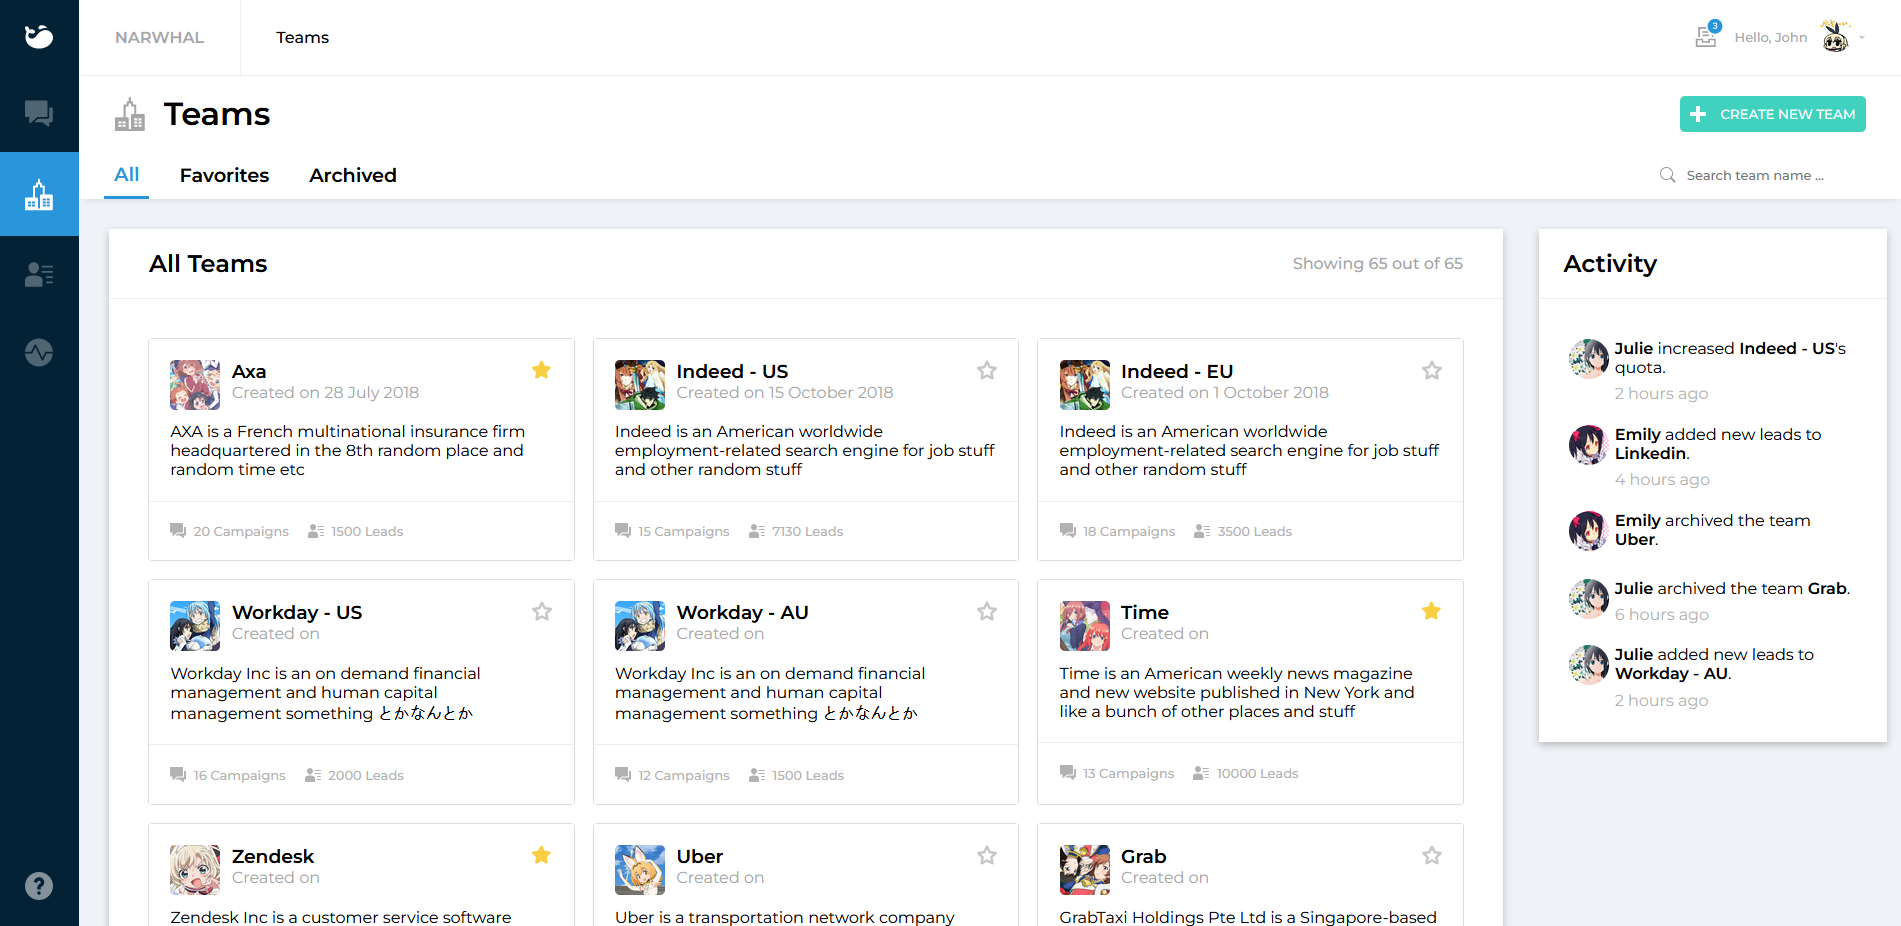 NARWHAL
Teams
3
Hello, John
Teams
CREATE NEW TEAM
All
Favorites
Archived
Search team name ...
All Teams
Showing 65 out of 65
Axa
Created on 28 July 2018
AXA is a French multinational insurance firm
headquartered in the 8th random place and
random time etc
20 Campaigns
1500 Leads
Indeed - US
Created on 15 October 2018
Indeed is an American worldwide
employment-related search engine for job stuff
and other random stuff
15 Campaigns
7130 Leads
Indeed - EU
Created on 1 October 2018
Indeed is an American worldwide
employment-related search engine for job stuff
and other random stuff
18 Campaigns
3500 Leads
Workday - US
Created on
Workday Inc is an on demand financial
management and human capital
management something とかなんとか
16 Campaigns
2000 Leads
Workday - AU
Created on
Workday Inc is an on demand financial
management and human capital
management something とかなんとか
12 Campaigns
1500 Leads
Time
Created on
Time is an American weekly news magazine
and new website published in New York and
like a bunch of other places and stuff
13 Campaigns
10000 Leads
Zendesk
Created on
Zendesk Inc is a customer service software
Uber
Created on
Uber is a transportation network company
Grab
Created on
GrabTaxi Holdings Pte Ltd is a Singapore-based
Activity
Julie increased Indeed - US's
quota.
2 hours ago
Emily added new leads to
Linkedin.
4 hours ago
Emily archived the team
Uber.
Julie archived the team Grab.
6 hours ago
Julie added new leads to
Workday - AU.
2 hours ago
?